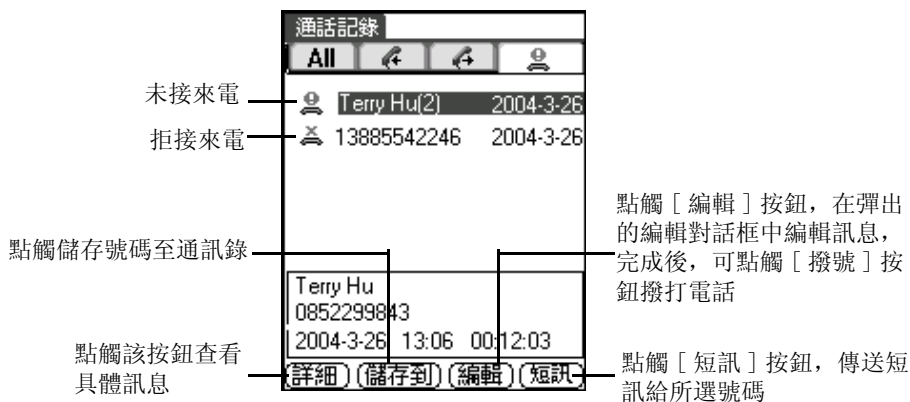 通話記錄
All
未接來電
Terry Hu(2) 2004-3-26
拒接來電
13885542246 2004-3-26
點觸儲存號碼至通訊錄
點觸［編輯］按鈕，在彈出
的編輯對話框中編輯訊息，
完成後，可點觸［撥號］按
鈕撥打電話
Terry Hu
0852299843
2004-3-26 13:06 00:12:03
點觸該按鈕查看
具體訊息
詳細 儲存到 編輯 短訊
點觸［短訊］按鈕，傳送短
訊給所選號碼